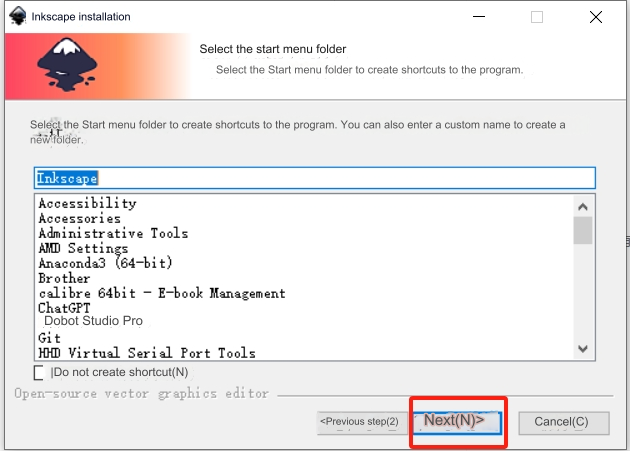 Inkscape installation
Select the start menu folder
Select the Start menu folder to create shortcuts to the program.
Select the Start menu folder to create shortcuts to the program. You can also enter a custom name to create a
new folder.
Inkscape
Accessibility
Accessories
Administrative Tools
AMD Settings
Anaconda3 (64-bit)
Brother
calibre 64bit - E-book Management
ChatGPT
Dobot Studio Pro
Git
HHD Virtual Serial Port Tools
|Do not create shortcut(N)
Open-source vector graphics editor
<Previous step(2)
Next(N)>
Cancel(C)